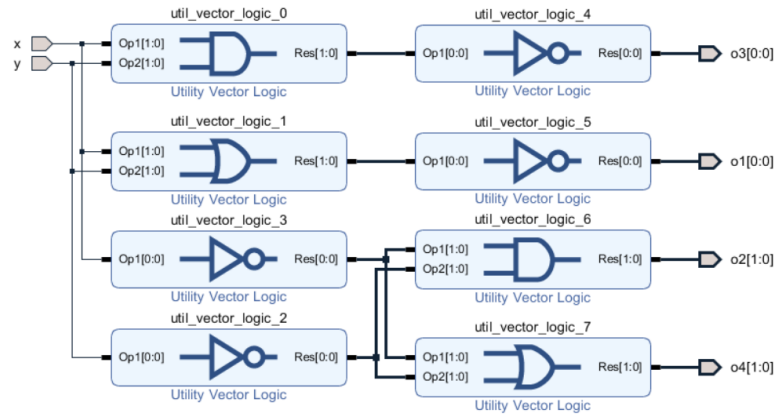 util_vector_logic_0
util_vector_logic_4
x
y
Op1[1:0]
Op2[1:0]
Res[1:0]
Op1[0:0]
Res[0:0]
o3[0:0]
Utility Vector Logic
Utility Vector Logic
util_vector_logic_1
util_vector_logic_5
Op1[1:0]
Op2[1:0]
Res[1:0]
Op1[0:0]
Res[0:0]
o1[0:0]
Utility Vector Logic
Utility Vector Logic
util_vector_logic_3
util_vector_logic_6
Op1[0:0]
Res[0:0]
Op1[1:0]
Op2[1:0]
Res[1:0]
o2[1:0]
Utility Vector Logic
Utility Vector Logic
util_vector_logic_2
util_vector_logic_7
Op1[0:0]
Res[0:0]
Op1[1:0]
Op2[1:0]
Res[1:0]
o4[1:0]
Utility Vector Logic
Utility Vector Logic